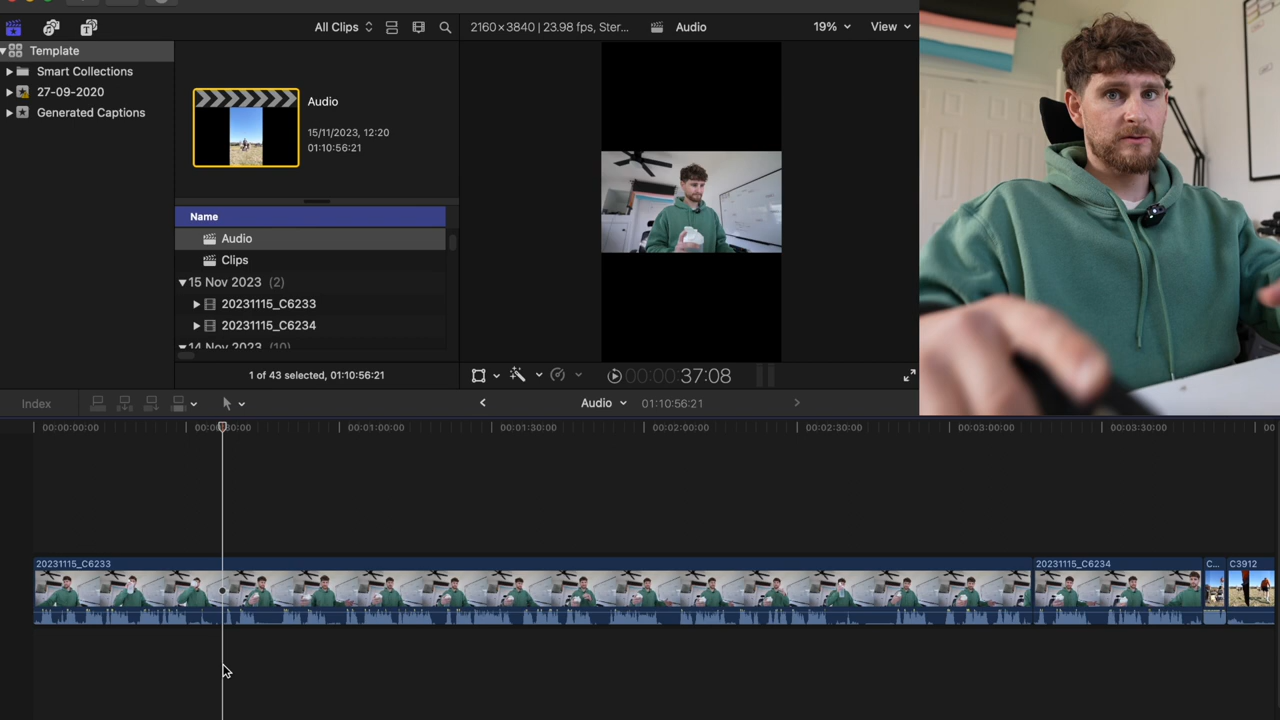 All Clips
2160×3840 | 23.98 fps, Ster...
Audio
19%
View
Template
Smart Collections
27-09-2020
Generated Captions
Audio
15/11/2023, 12:20
01:10:56:21
Name
Audio
Clips
15 Nov 2023 (2)
20231115_C6233
20231115_C6234
14 Nov 2023 (10)
1 of 43 selected, 01:10:56:21
00:00:00:37:08
Index
Audio
01:10:56:21
00:00:00:00
00:00:30:00
00:01:00:00
00:01:30:00
00:02:00:00
00:02:30:00
00:03:00:00
00:03:30:00
00
20231115_C6233
20231115_C6234
C...
C3912